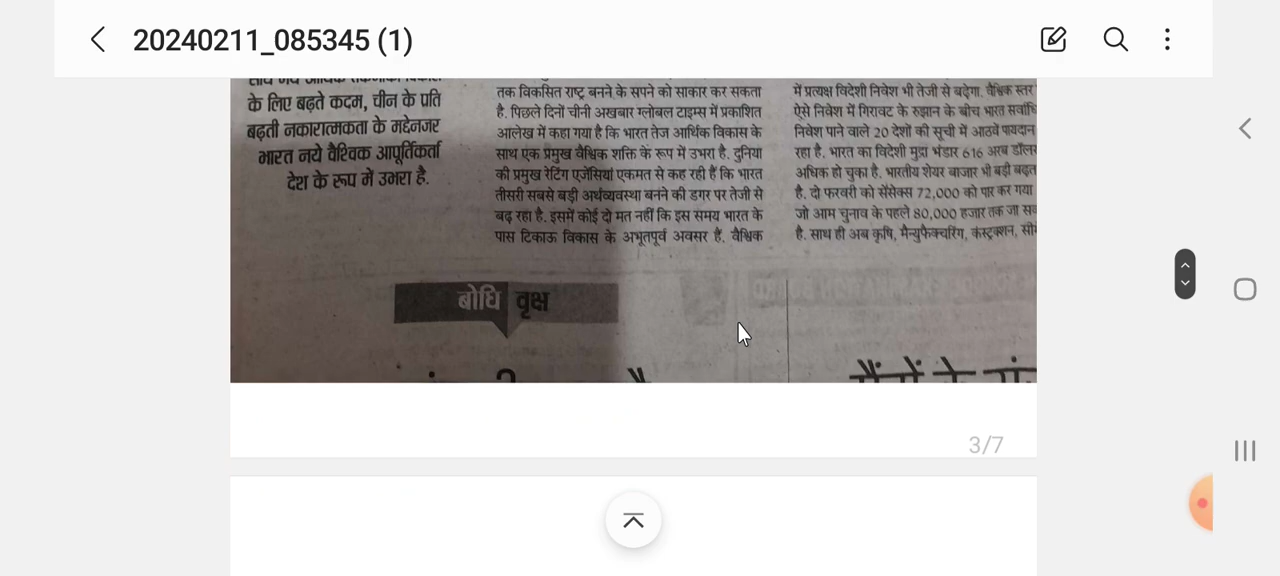 20240211_085345 (1)
के लिए बढ़ते कदम, चीन के प्रति
बढ़ती नकारात्मकता के मद्देनजर
भारत नये वैश्विक आपूर्तिकर्ता
देश के रूप में उभरा है.
तक विकसित राष्ट्र बनने के सपने को साकार कर सकता
है. पिछले दिनों चीनी अखबार ग्लोबल टाइम्स में प्रकाशित
आलेख में कहा गया है कि भारत तेज आर्थिक विकास के
साथ एक प्रमुख वैश्विक शक्ति के रूप में उभरा है. दुनिया
की प्रमुख रेटिंग एजेंसियां एकमत से कह रही हैं कि भारत
तीसरी सबसे बड़ी अर्थव्यवस्था बनने की डगर पर तेजी से
बढ़ रहा है. इसमें कोई दो मत नहीं कि इस समय भारत के
पास टिकाऊ विकास के अभूतपूर्व अवसर हैं. वैश्विक
में प्रत्यक्ष विदेशी निवेश भी तेजी से बढ़ेगा. वैश्विक स्तर
ऐसे निवेश में गिरावट के रुझान के बीच भारत सर्वाधि
निवेश पाने वाले 20 देशों की सूची में आठवें पायदान
रहा है. भारत का विदेशी मुद्रा भंडार 616 अरब डॉलर
अधिक हो चुका है. भारतीय शेयर बाजार भी बड़ी बढ़त
है. दो फरवरी को सेंसेक्स 72,000 को पार कर गया
जो आम चुनाव के पहले 80,000 हजार तक जा सक
है. साथ ही अब कृषि, मैन्युफैक्चरिंग, कंस्ट्रक्शन,
बोधि वृक्ष
3/7